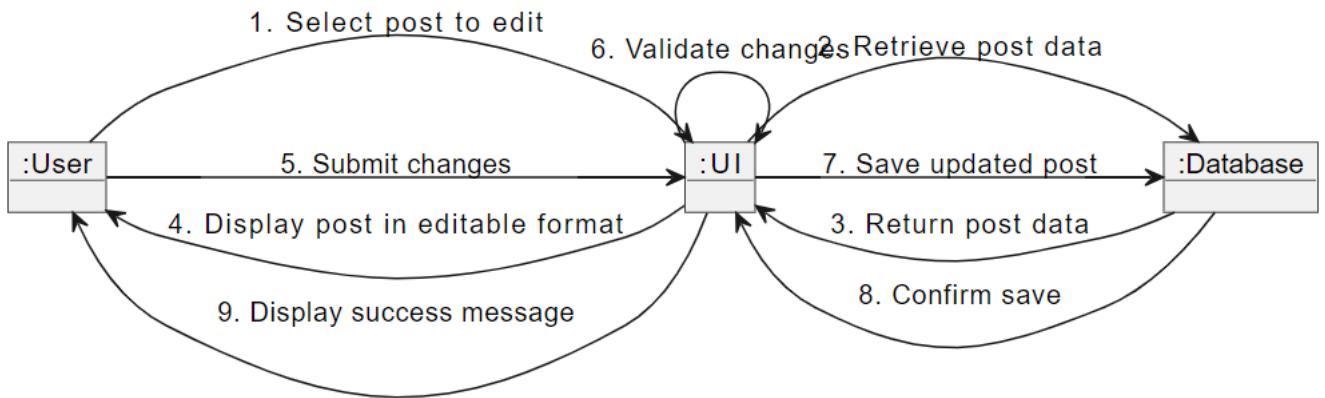 1. Select post to edit
6. Validate changes
2. Retrieve post data
:User
5. Submit changes
:UI
7. Save updated post
:Database
4. Display post in editable format
3. Return post data
8. Confirm save
9. Display success message